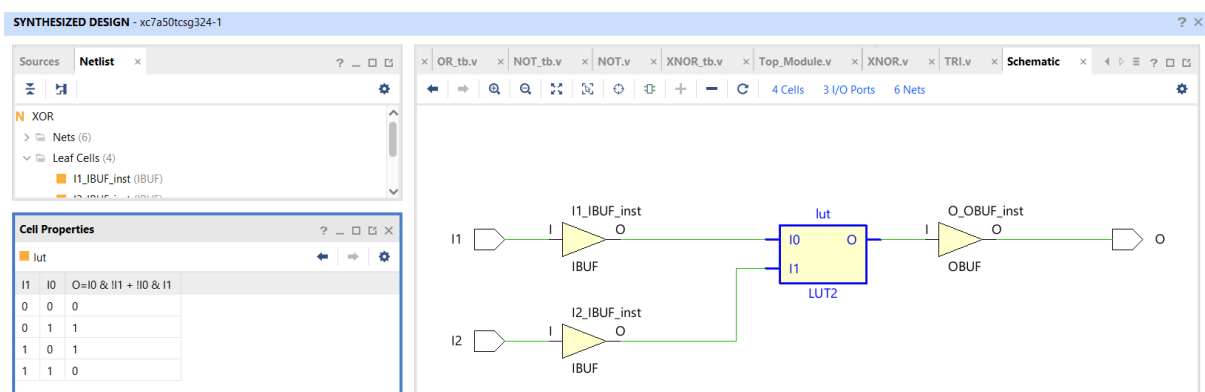 SYNTHESIZED DESIGN - xc7a50tcsg324-1
Sources Netlist
N XOR
Nets (6)
Leaf Cells (4)
I1_IBUF_inst (IBUF)
Cell Properties
lut
I1 I0 O=I0 & !I1 + !I0 & I1
0 0 0
0 1 1
1 0 1
1 1 0
OR_tb.v NOT_tb.v NOT.v XNOR_tb.v Top_Module.v XNOR.v TRI.v Schematic
4 Cells 3 I/O Ports 6 Nets
I1_IBUF_inst lut O_OBUF_inst
I O I O
I1 I0 O O
IBUF I1 OBUF
LUT2
I2_IBUF_inst
I O
I2
IBUF